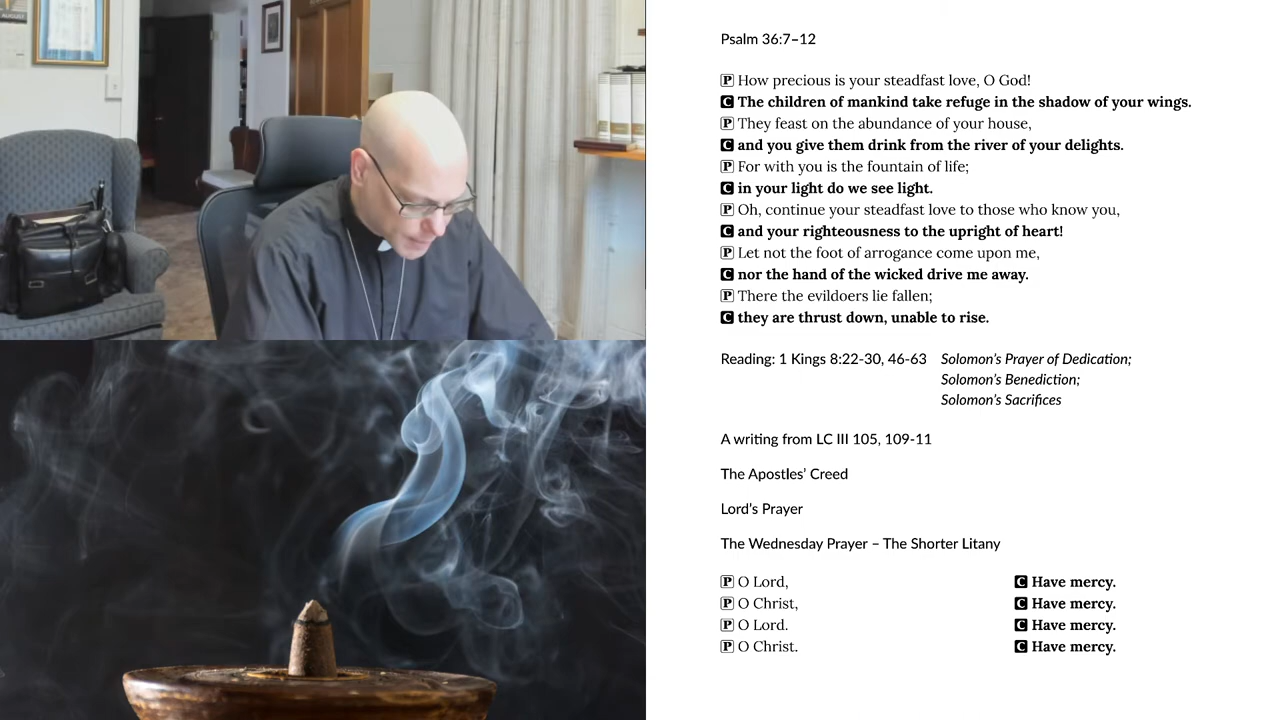 AUGUST
Psalm 36:7–12
P How precious is your steadfast love, O God!
C The children of mankind take refuge in the shadow of your wings.
P They feast on the abundance of your house,
C and you give them drink from the river of your delights.
P For with you is the fountain of life;
C in your light do we see light.
P Oh, continue your steadfast love to those who know you,
C and your righteousness to the upright of heart!
P Let not the foot of arrogance come upon me,
C nor the hand of the wicked drive me away.
P There the evildoers lie fallen;
C they are thrust down, unable to rise.
Reading: 1 Kings 8:22-30, 46-63 Solomon's Prayer of Dedication;
Solomon's Benediction;
Solomon's Sacrifices
A writing from LC III 105, 109-11
The Apostles' Creed
Lord's Prayer
The Wednesday Prayer – The Shorter Litany
P O Lord, C Have mercy.
P O Christ, C Have mercy.
P O Lord. C Have mercy.
P O Christ. C Have mercy.